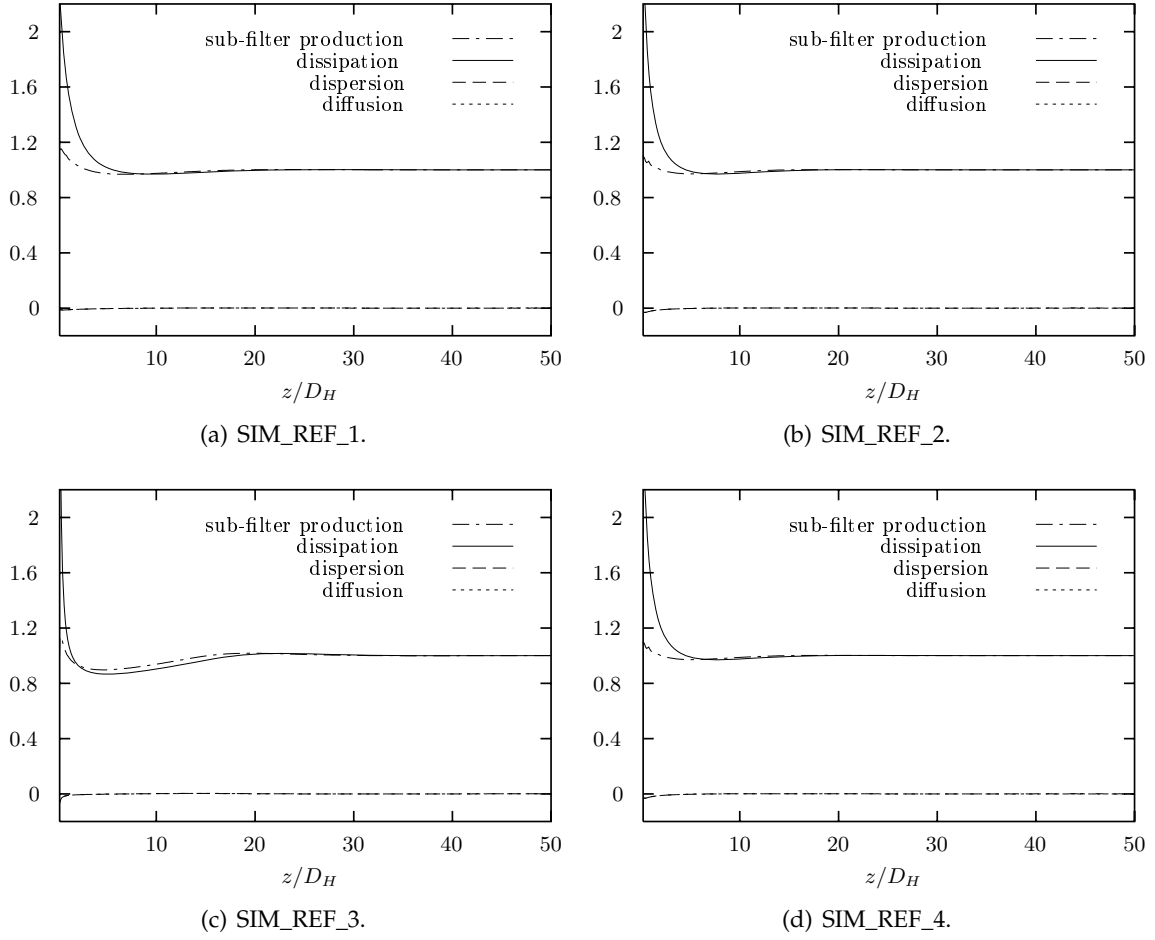 2
1.6
1.2
0.8
0.4
0
sub-filter production
dissipation
dispersion
diffusion
10 20 30 40 50
z/D_H
(a) SIM_REF_1.
2
1.6
1.2
0.8
0.4
0
sub-filter production
dissipation
dispersion
diffusion
10 20 30 40 50
z/D_H
(b) SIM_REF_2.
2
1.6
1.2
0.8
0.4
0
sub-filter production
dissipation
dispersion
diffusion
10 20 30 40 50
z/D_H
(c) SIM_REF_3.
2
1.6
1.2
0.8
0.4
0
sub-filter production
dissipation
dispersion
diffusion
10 20 30 40 50
z/D_H
(d) SIM_REF_4.